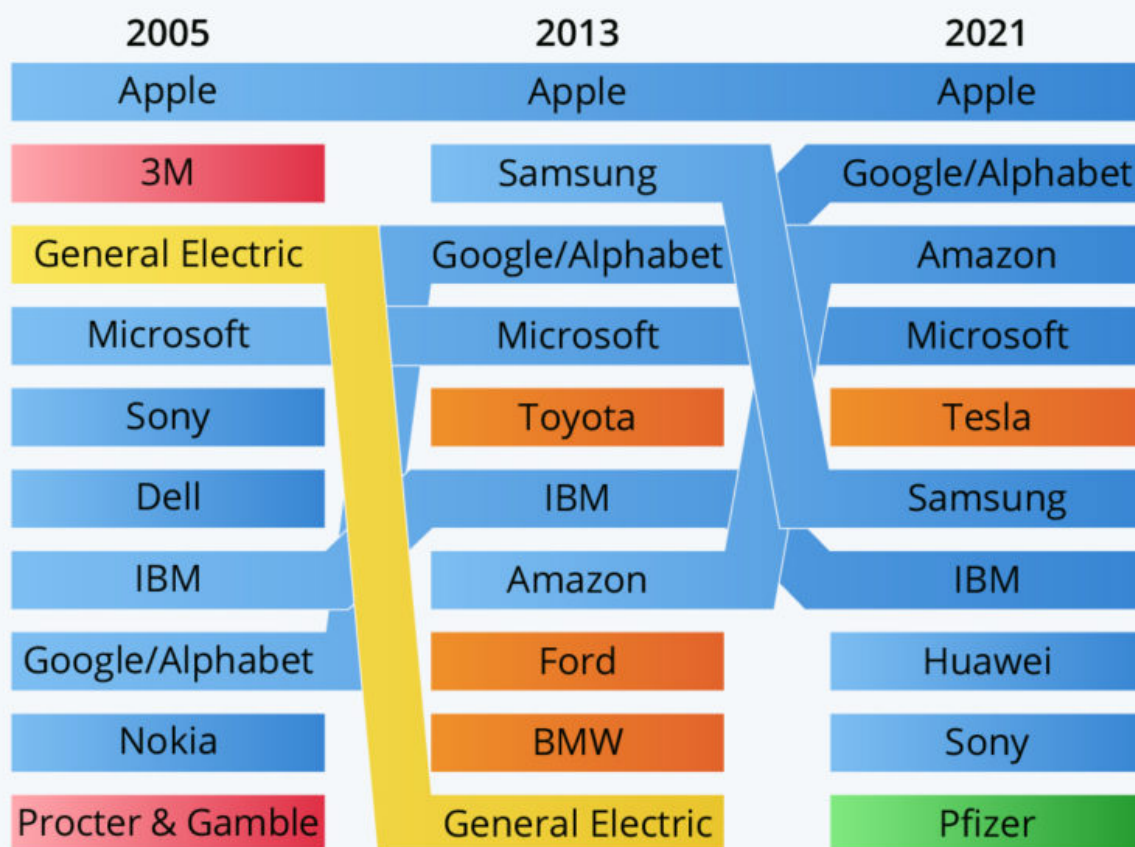 2005 2013 2021
Apple Apple Apple
3M Samsung Google/Alphabet
General Electric Google/Alphabet Amazon
Microsoft Microsoft Microsoft
Sony Toyota Tesla
Dell IBM Samsung
IBM Amazon IBM
Google/Alphabet Ford Huawei
Nokia BMW Sony
Procter & Gamble General Electric Pfizer